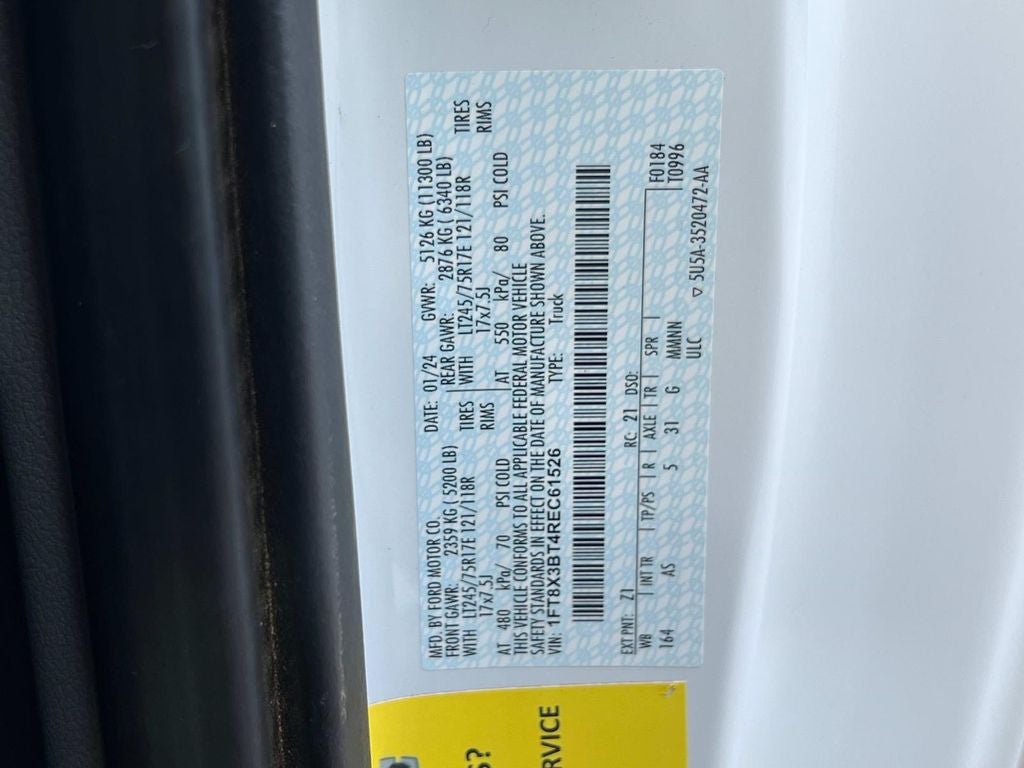 MFD. BY FORD MOTOR CO. DATE: 01/24 GVWR: 5126 KG (11300 LB)
FRONT GAWR: 2359 KG ( 5200 LB) REAR GAWR: 2876 KG ( 6340 LB)
WITH LT245/75R17E 121/118R TIRES WITH LT245/75R17E 121/118R TIRES
17x7.5J RIMS 17x7.5J RIMS
AT 480 kPa/ 70 PSI COLD AT 550 kPa/ 80 PSI COLD
THIS VEHICLE CONFORMS TO ALL APPLICABLE FEDERAL MOTOR VEHICLE
SAFETY STANDARDS IN EFFECT ON THE DATE OF MANUFACTURE SHOWN ABOVE.
VIN: 1FT8X3BT4REC61526 TYPE: Truck
EXT PNT: Z1 RC: 21 DSO: F0184
WB INT TR TP/PS R AXLE TR SPR T0996
164 AS 5 31 G MMMN
ULC ▽ 5U5A-3520472-AA
S?
RVICE